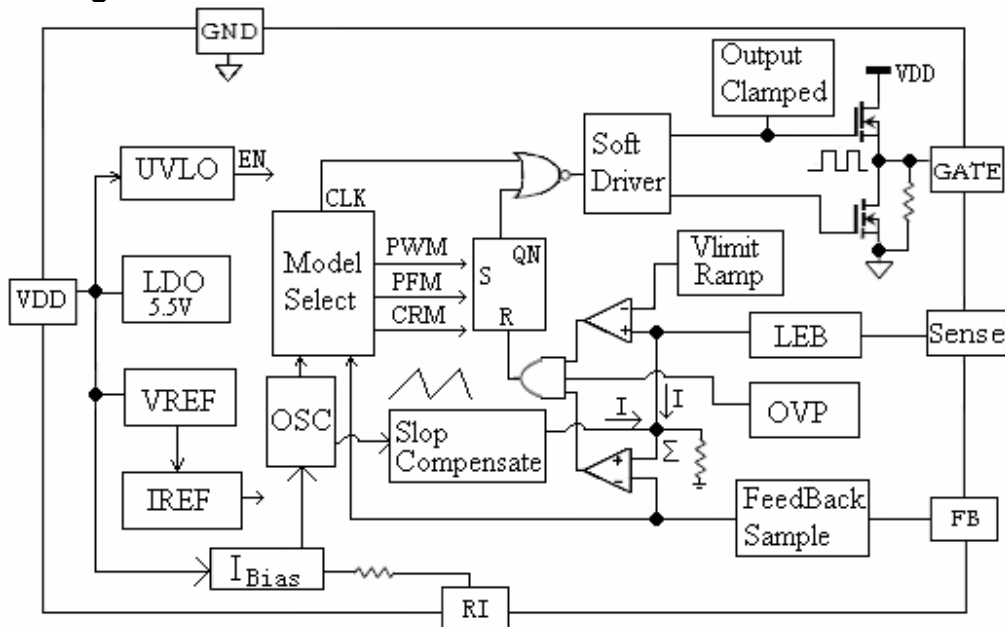 GND
Output
Clamped
VDD
UVLO
EN
Soft
Driver
GATE
CLK
Model
Select
PWM
PFM
CRM
S
QN
R
Vlimit
Ramp
VDD
LDO
5.5V
LEB
Sense
VREF
OSC
I
I
OVP
Slop
Compensate
Σ
IREF
FeedBack
Sample
FB
I Bias
RI